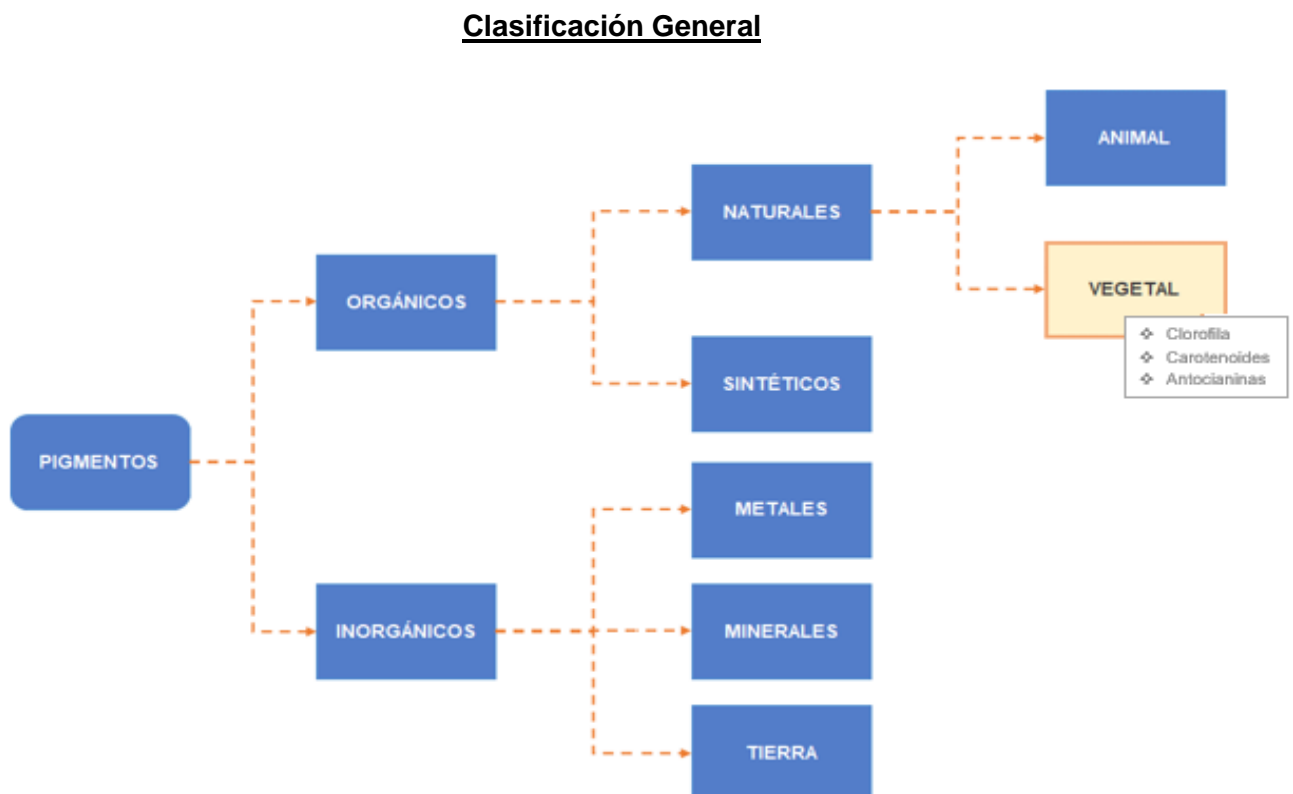 Clasificación General
ANIMAL
NATURALES
VEGETAL
ORGÁNICOS
Clorofila
Carotenoides
Antocianinas
SINTÉTICOS
PIGMENTOS
METALES
INORGÁNICOS
MINERALES
TIERRA